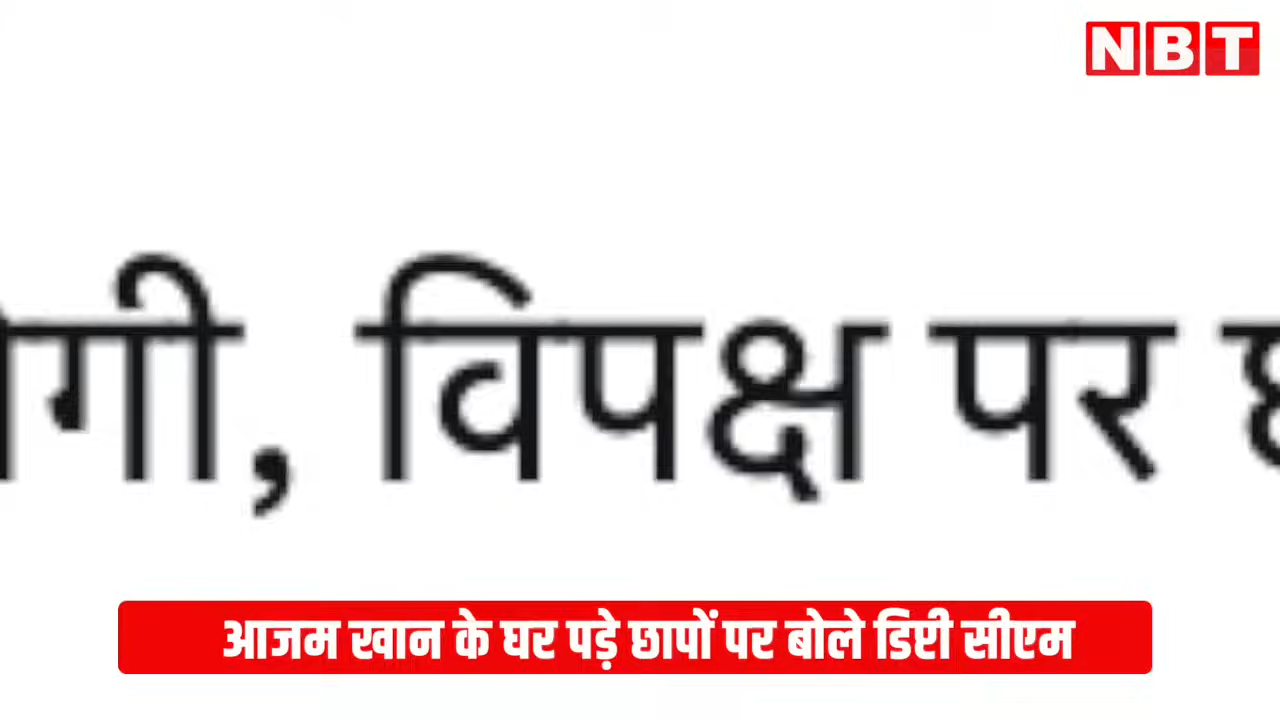 NBT
गी, विपक्ष पर
आजम खान के घर पड़े छापों पर बोले डिप्टी सीएम